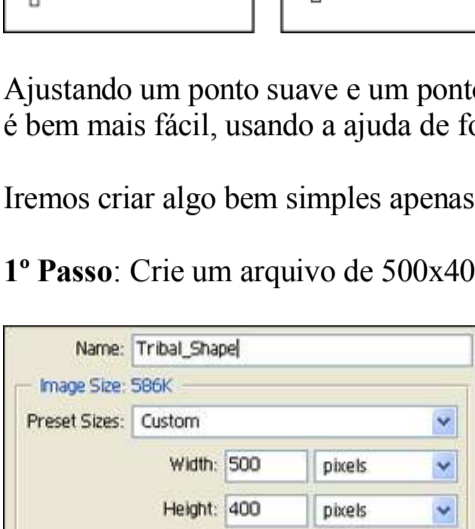 Ajustando um ponto suave e um ponto
é bem mais fácil, usando a ajuda de
Iremos criar algo bem simples apenas
1º Passo: Crie um arquivo de 500x40
Name: Tribal_Shape
Image Size: 586K
Preset Sizes: Custom
Width: 500 pixels
Height: 400 pixels